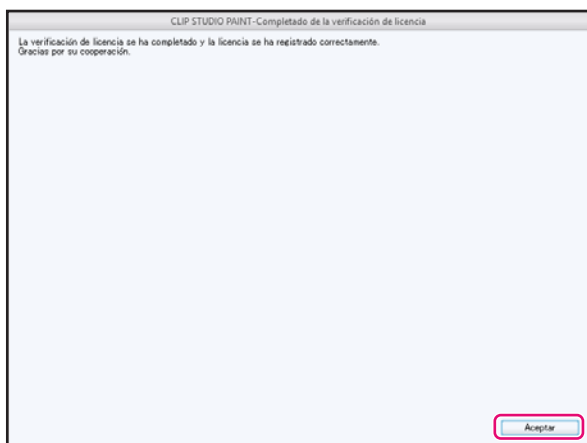 CLIP STUDIO PAINT-Completado de la verificación de licencia
La verificación de licencia se ha completado y la licencia se ha registrado correctamente.
Gracias por su cooperación.
Aceptar